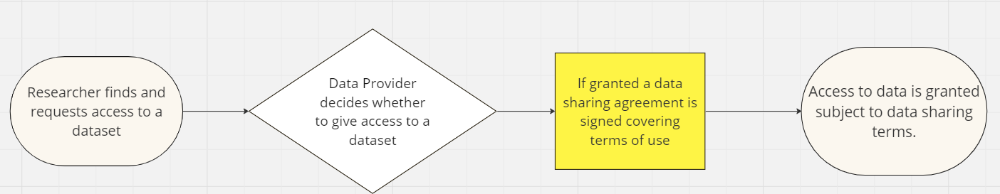 Researcher finds and
requests access to a
dataset
Data Provider
decides whether
to give access to a
dataset
If granted a data
sharing agreement is
signed covering
terms of use
Access to data is granted
subject to data sharing
terms.